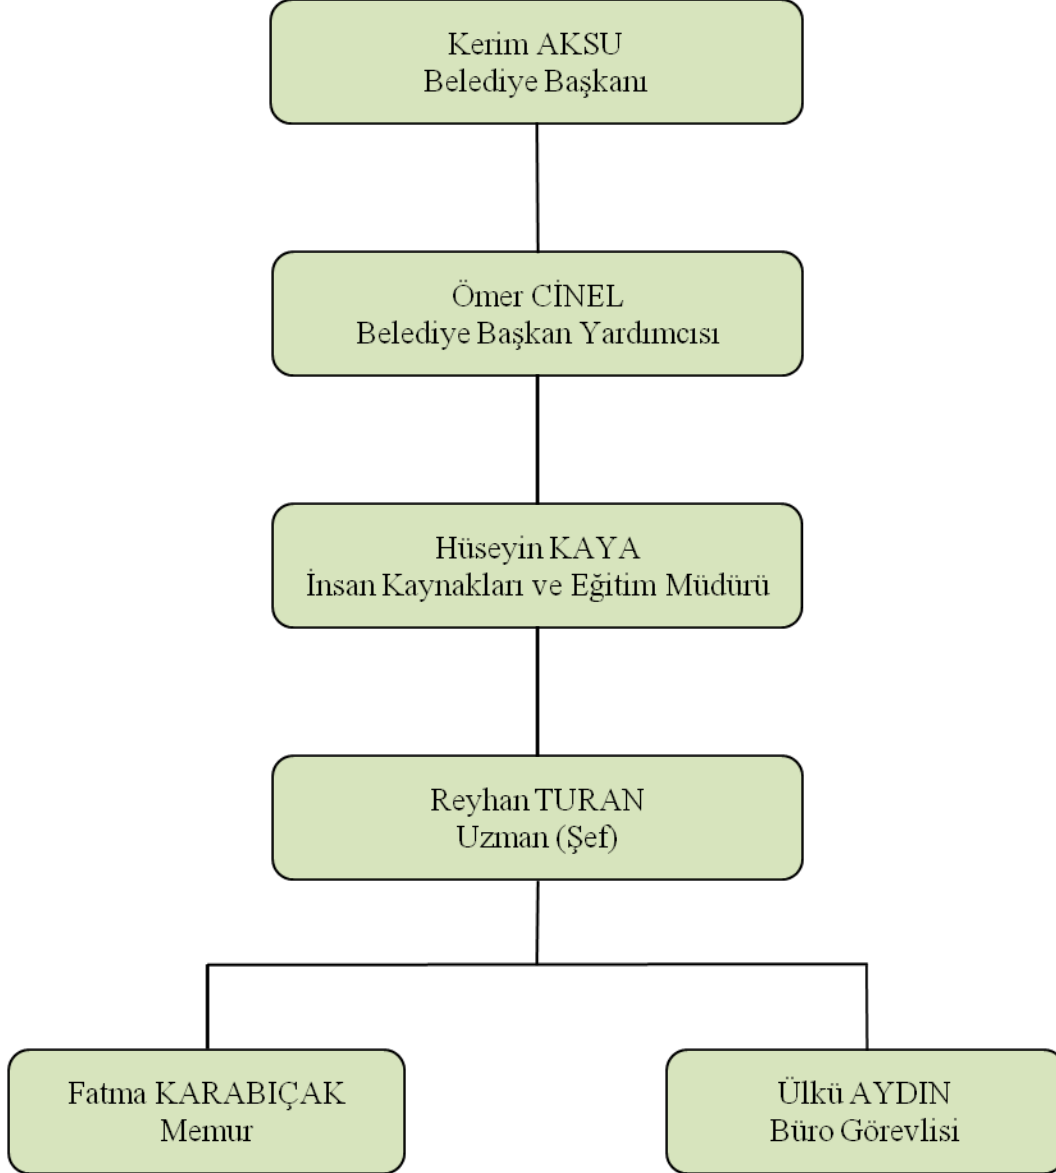 Kerim AKSU
Belediye Başkanı
Ömer CİNEL
Belediye Başkan Yardımcısı
Hüseyin KAYA
İnsan Kaynakları ve Eğitim Müdürü
Reyhan TURAN
Uzman (Şef)
Fatma KARABIÇAK
Memur
Ülkü AYDIN
Büro Görevlisi